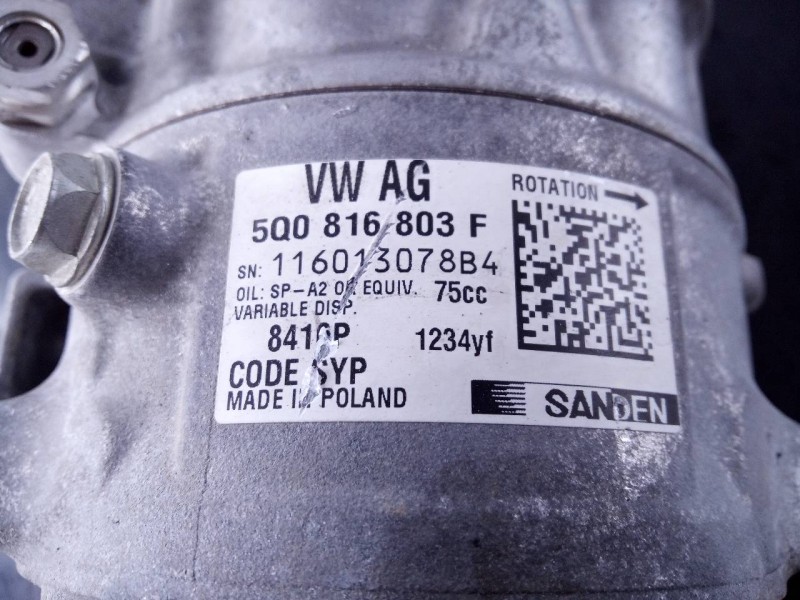 VW AG
ROTATION
5Q0 816 803 F
SN: 116013078B4
OIL: SP-A2 OR EQUIV. 75cc
VARIABLE DISP.
1234yf
CODE SYP
MADE IN POLAND
SANDEN